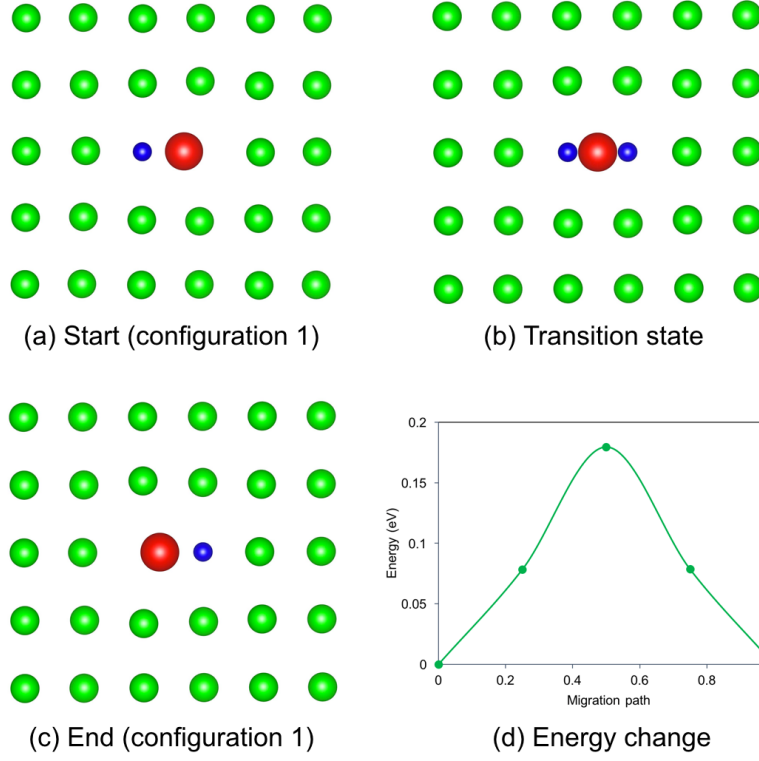 (a) Start (configuration 1)
(b) Transition state
(c) End (configuration 1)
0.2
0.15
0.1
0.05
0
Energy (eV)
0 0.2 0.4 0.6 0.8
Migration path
(d) Energy change